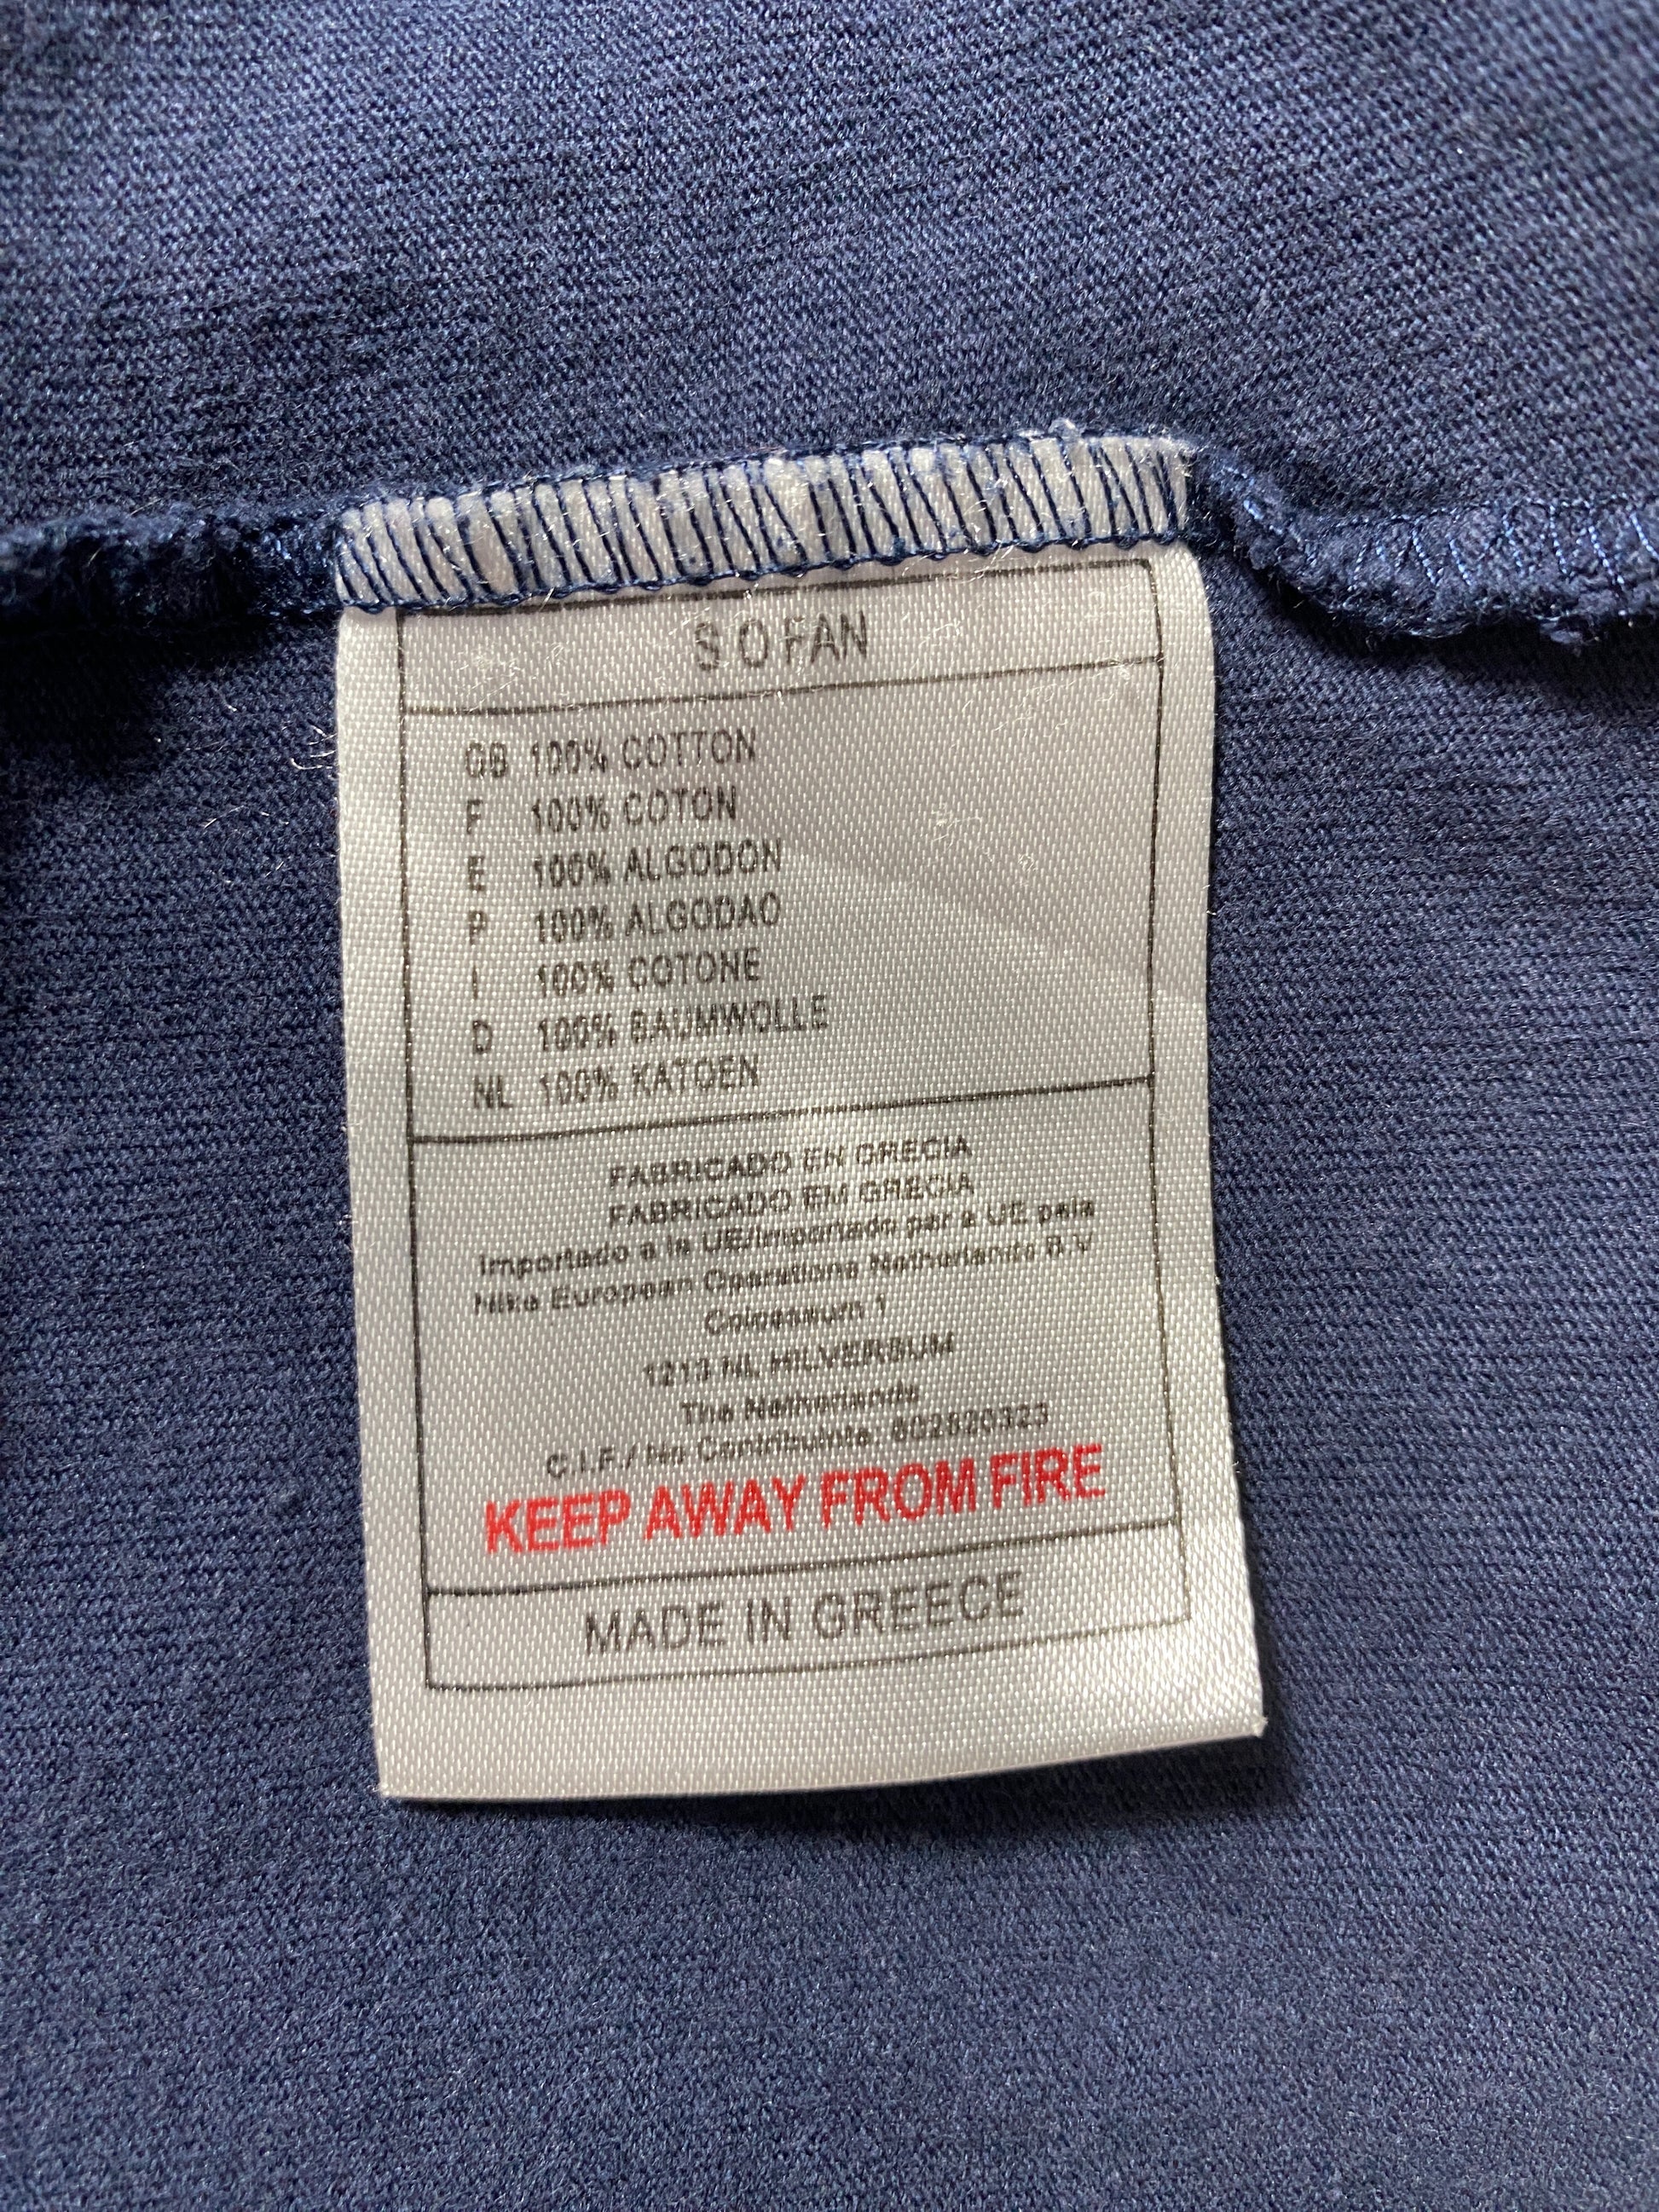 S O FAN
GB 100% COTTON
F 100% COTON
E 100% ALGODON
P 100% ALGODAO
I 100% COTONE
D 100% BAUMWOLLE
NL 100% KATOEN
FABRICADO EN GRECIA
FABRICADO EM GRECIA
Importado a la UE/Importado par a UE pela
Nike European Operations Netherlands B.V
Colosseum 1
1213 NL HILVERSUM
The Netherlands
C.I.F./ No Contribuinte: 802520323
KEEP AWAY FROM FIRE
MADE IN GREECE